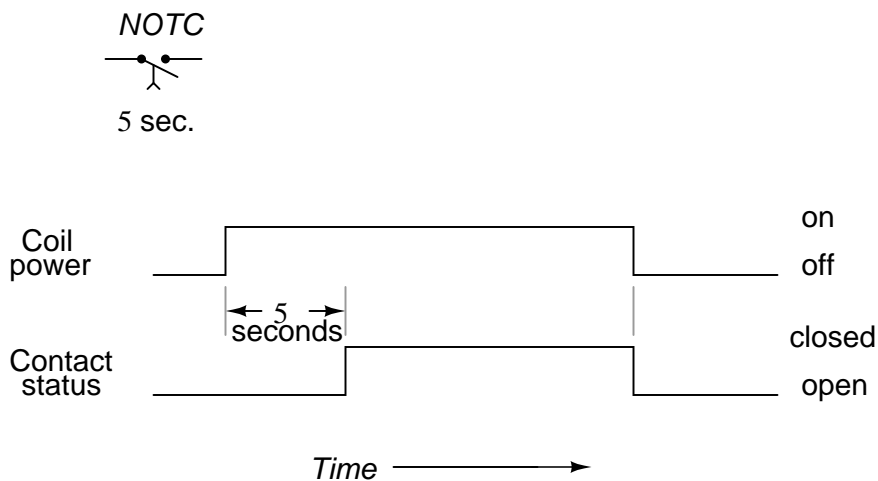 NOTC
5 sec.
on
Coil
power
off
5
seconds
closed
Contact
status
open
Time